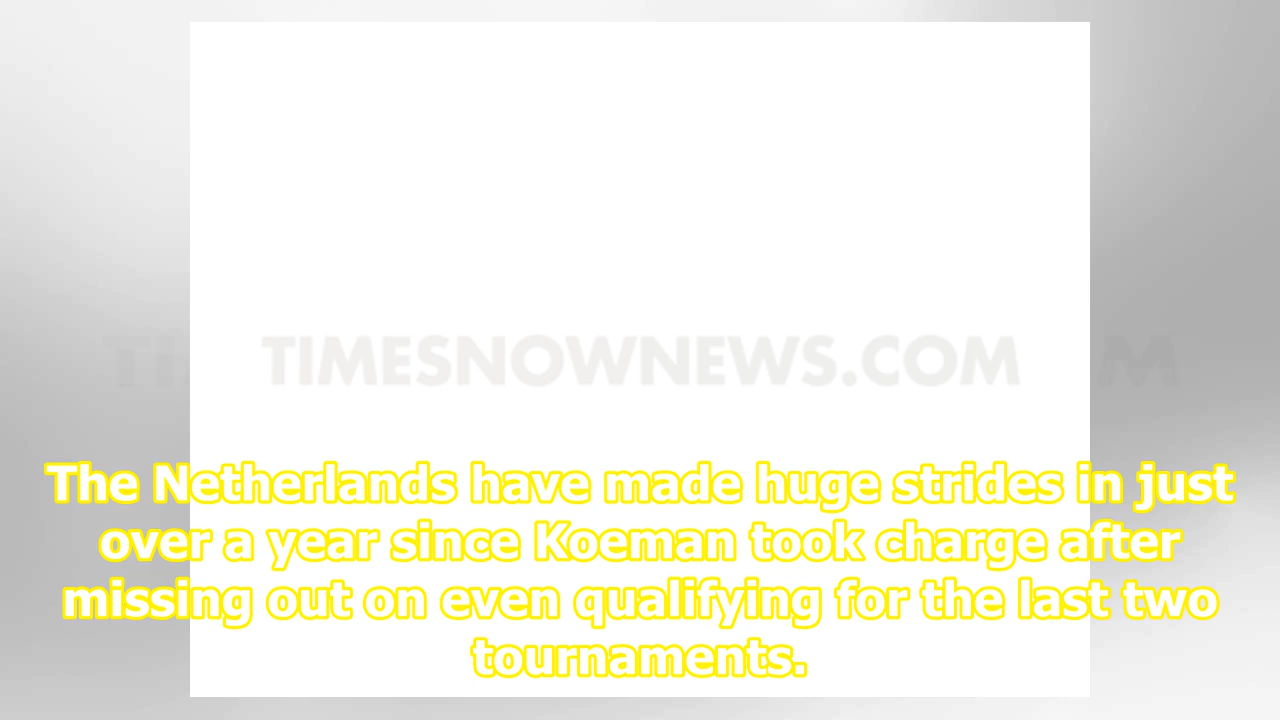 TIMESNOWNEWS.COM
The Netherlands have made huge strides in just
over a year since Koeman took charge after
missing out on even qualifying for the last two
tournaments.